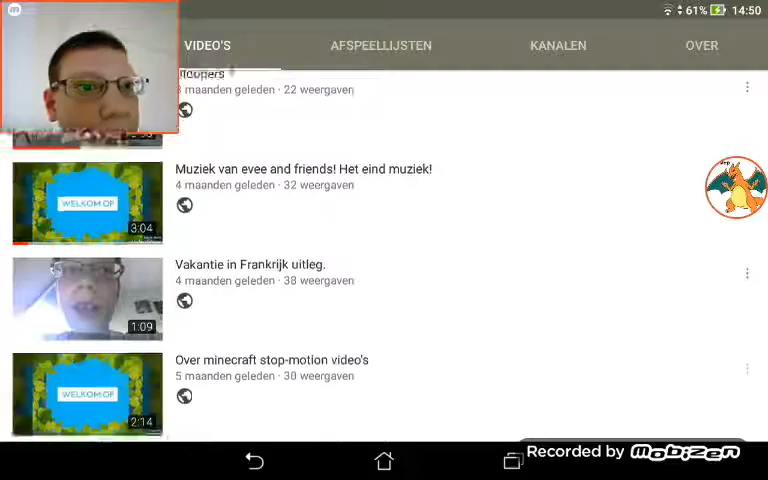 61% 14:50
VIDEO'S AFSPEELLIJSTEN KANALEN OVER
maanden geleden · 22 weergaven
Muziek van evee and friends! Het eind muziek!
4 maanden geleden · 32 weergaven
WELKOM OP
3:04
Vakantie in Frankrijk uitleg.
4 maanden geleden · 38 weergaven
1:09
Over minecraft stop-motion video's
5 maanden geleden · 30 weergaven
WELKOM OP
2:14
Recorded by Mobizen